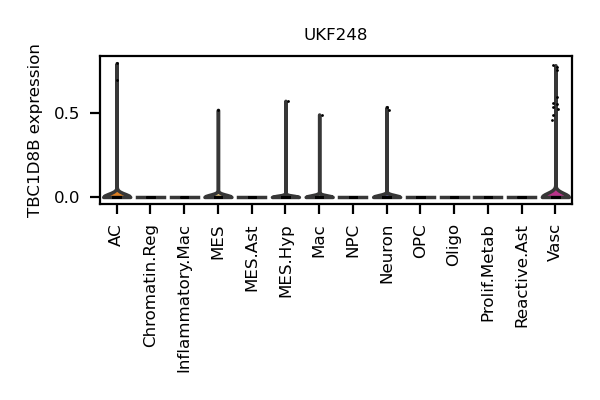 UKF248
TBC1D8B expression
0.5
0.0
AC
Chromatin.Reg
Inflammatory.Mac
MES
MES.Ast
MES.Hyp
Mac
NPC
Neuron
OPC
Oligo
Prolif.Metab
Reactive.Ast
Vasc